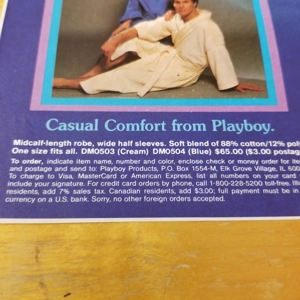 Casual Comfort from Playboy.
Midcalf-length robe, wide half sleeves. Soft blend of 88% cotton/12% pol
One size fits all. DM0503 (Cream) DM0504 (Blue) $65.00 ($3.00 postag
To order, indicate item name, number and color, enclose check or money order for ite
and postage and send to: Playboy Products, P.O. Box 1554-M, Elk Grove Village, IL 600
To charge to Visa, MasterCard or American Express, list all numbers on your card
include your signature. For credit card orders by phone, call 1-800-228-5200 toll-free. Illi
residents, add 7% sales tax. Canadian residents, add $3.00; full payment must be in
currency on a U.S. bank. Sorry, no other foreign orders accepted.